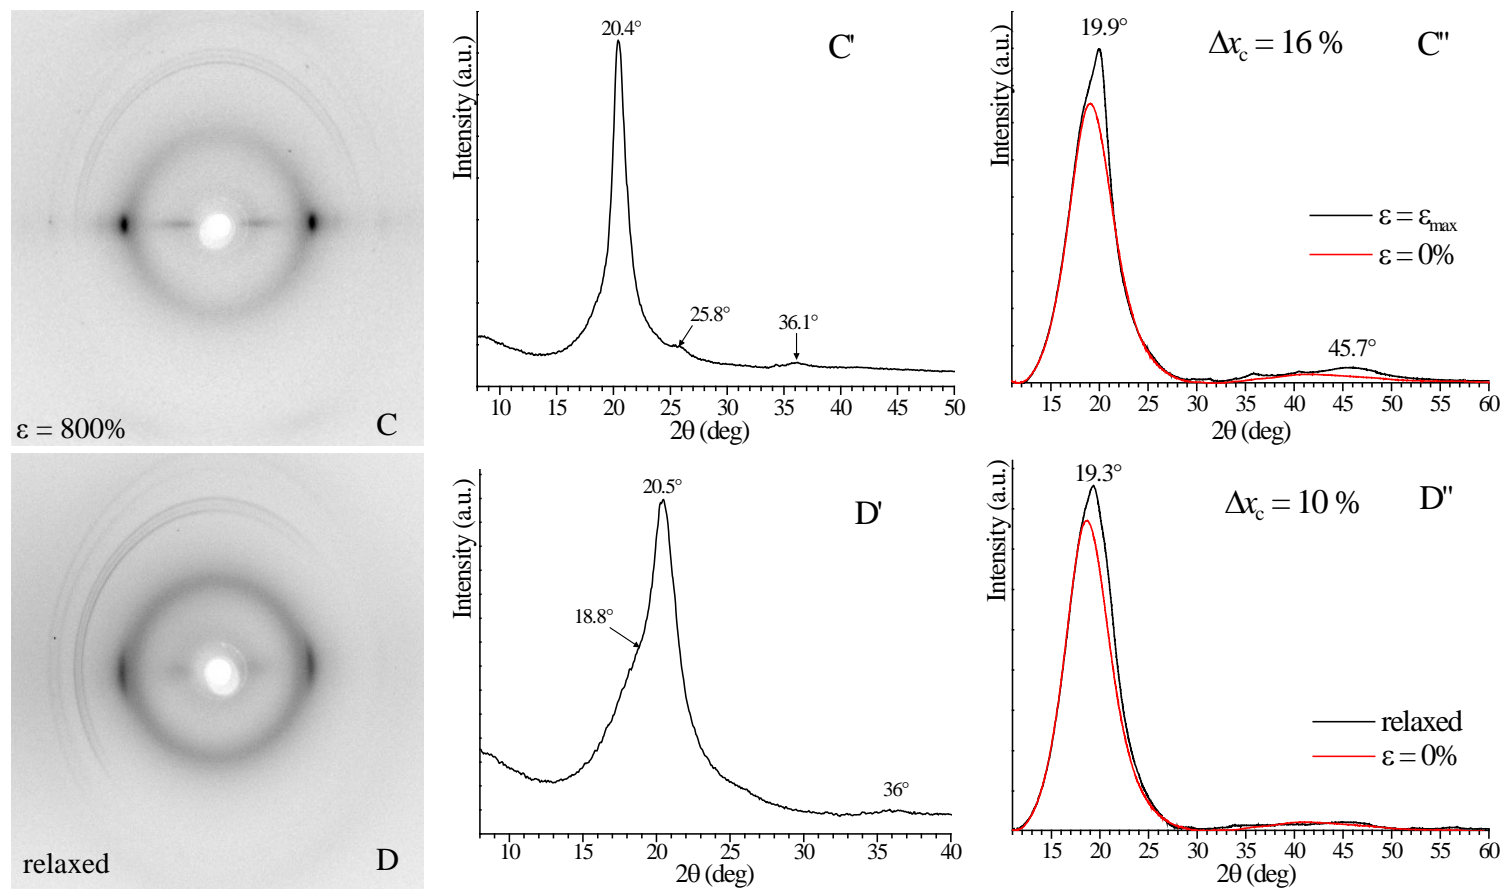 ε = 800%
C
Intensity (a.u.)
20.4°
C'
25.8°
36.1°
10 15 20 25 30 35 40 45 50
2θ (deg)
Intensity (a.u.)
19.9°
Δxc = 16 %
C"
ε = εmax
ε = 0%
45.7°
15 20 25 30 35 40 45 50 55 60
2θ (deg)
relaxed
D
Intensity (a.u.)
20.5°
D'
18.8°
36°
10 15 20 25 30 35 40
2θ (deg)
Intensity (a.u.)
19.3°
Δxc = 10 %
D"
relaxed
ε = 0%
15 20 25 30 35 40 45 50 55 60
2θ (deg)